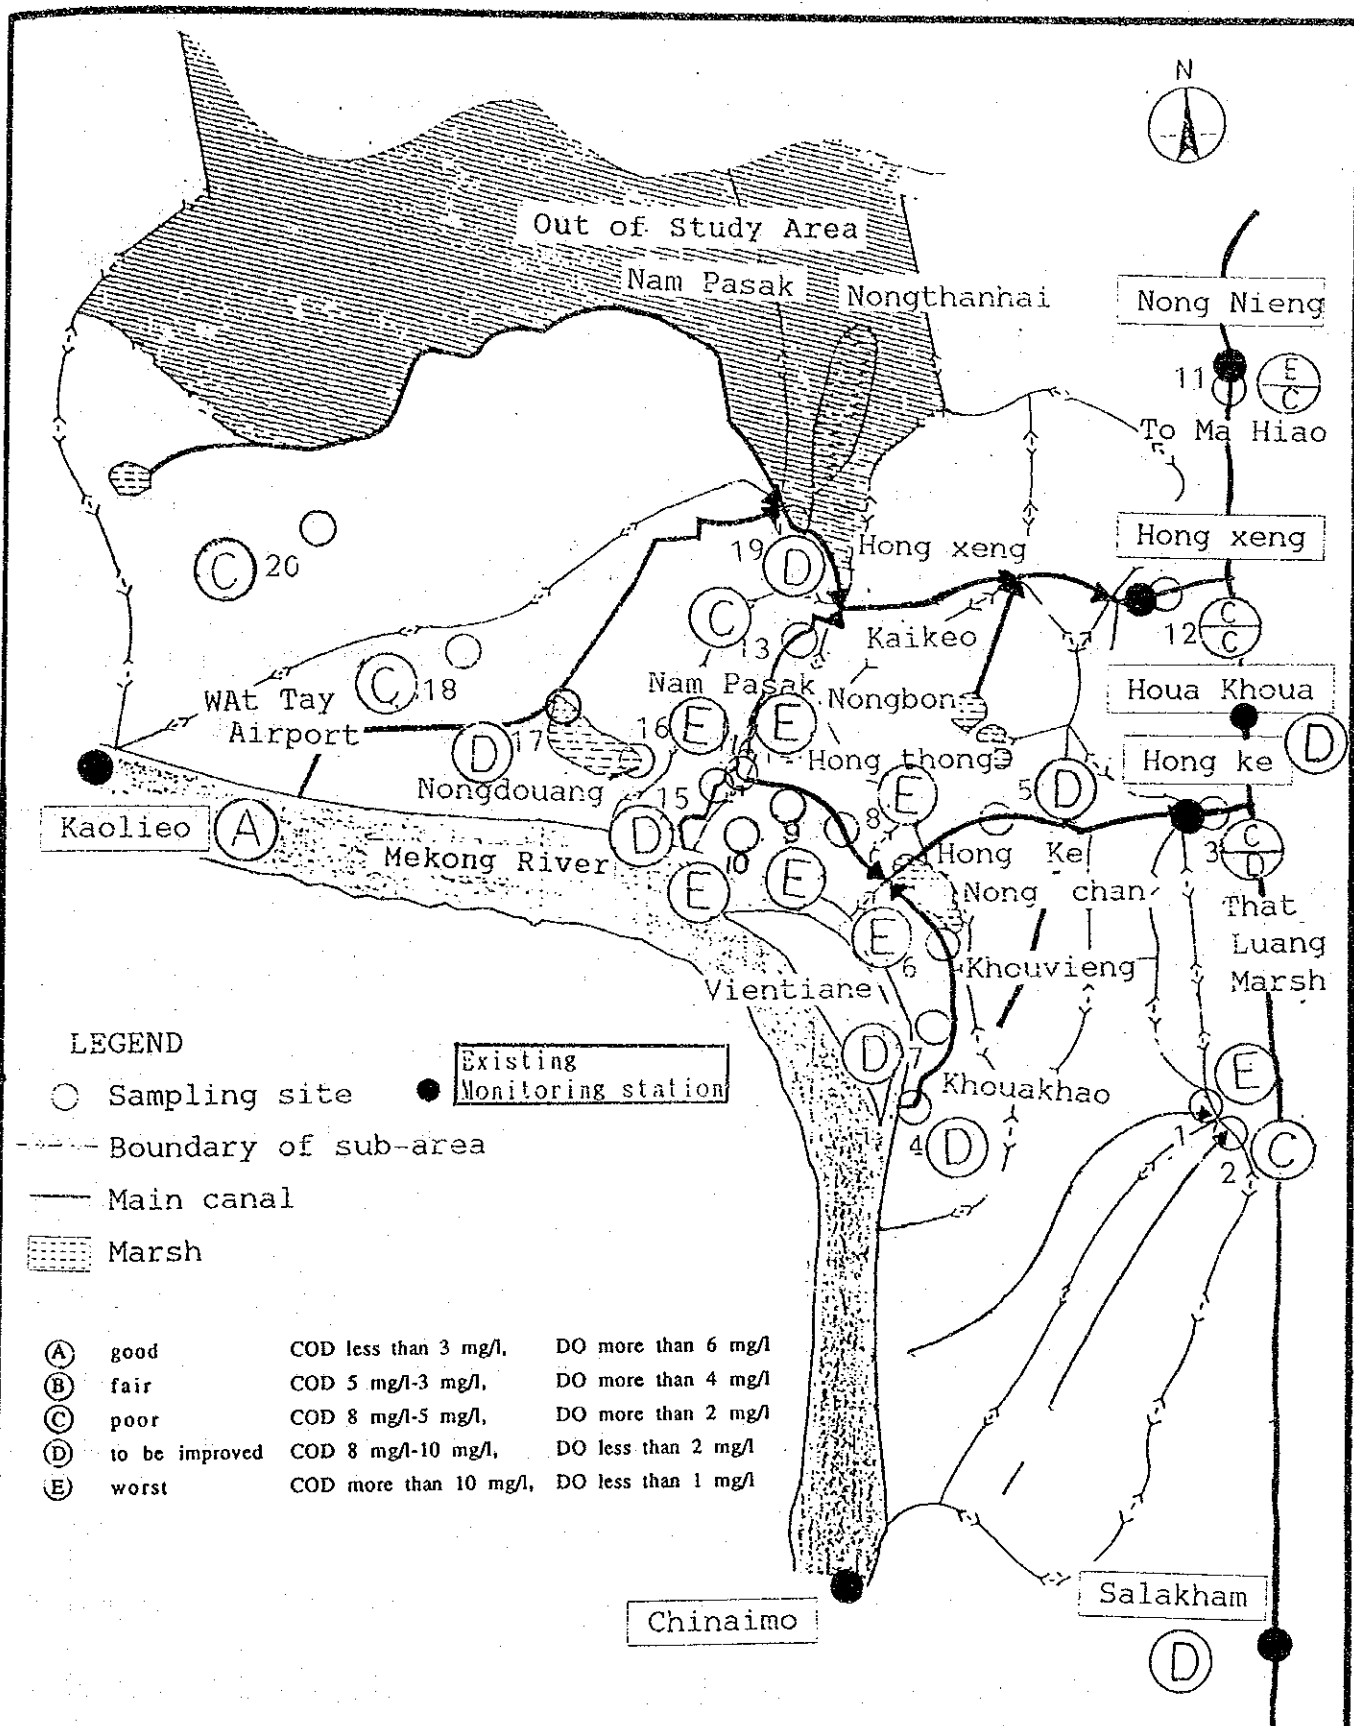 N
Out of Study Area
Nam Pasak
Nongthanhai
Nong Nieng
11
E
C
To Ma Hiao
Hong xeng
Hong xeng
19
D
C
20
C
13
Kaikeo
12
C
C
C
18
WAt Tay
Airport
Nam Pasak
Nongbon
Houa Khoua
D
16
E
E
D
17
Hong thong
Hong ke
Nongdouang
15
5
D
E
8
9
3
C
D
Kaolieo
A
D
Mekong River
10
E
E
Hong Ke
Nong chan
That
Luang
Marsh
E
6
Khouvieng
Vientiane
D
7
Khouakhao
E
1
4
D
2
C
LEGEND
Sampling site
Existing
Monitoring station
Boundary of sub-area
Main canal
Marsh
A good COD less than 3 mg/l, DO more than 6 mg/l
B fair COD 5 mg/l-3 mg/l, DO more than 4 mg/l
C poor COD 8 mg/l-5 mg/l, DO more than 2 mg/l
D to be improved COD 8 mg/l-10 mg/l, DO less than 2 mg/l
E worst COD more than 10 mg/l, DO less than 1 mg/l
Chinaimo
Salakham
D